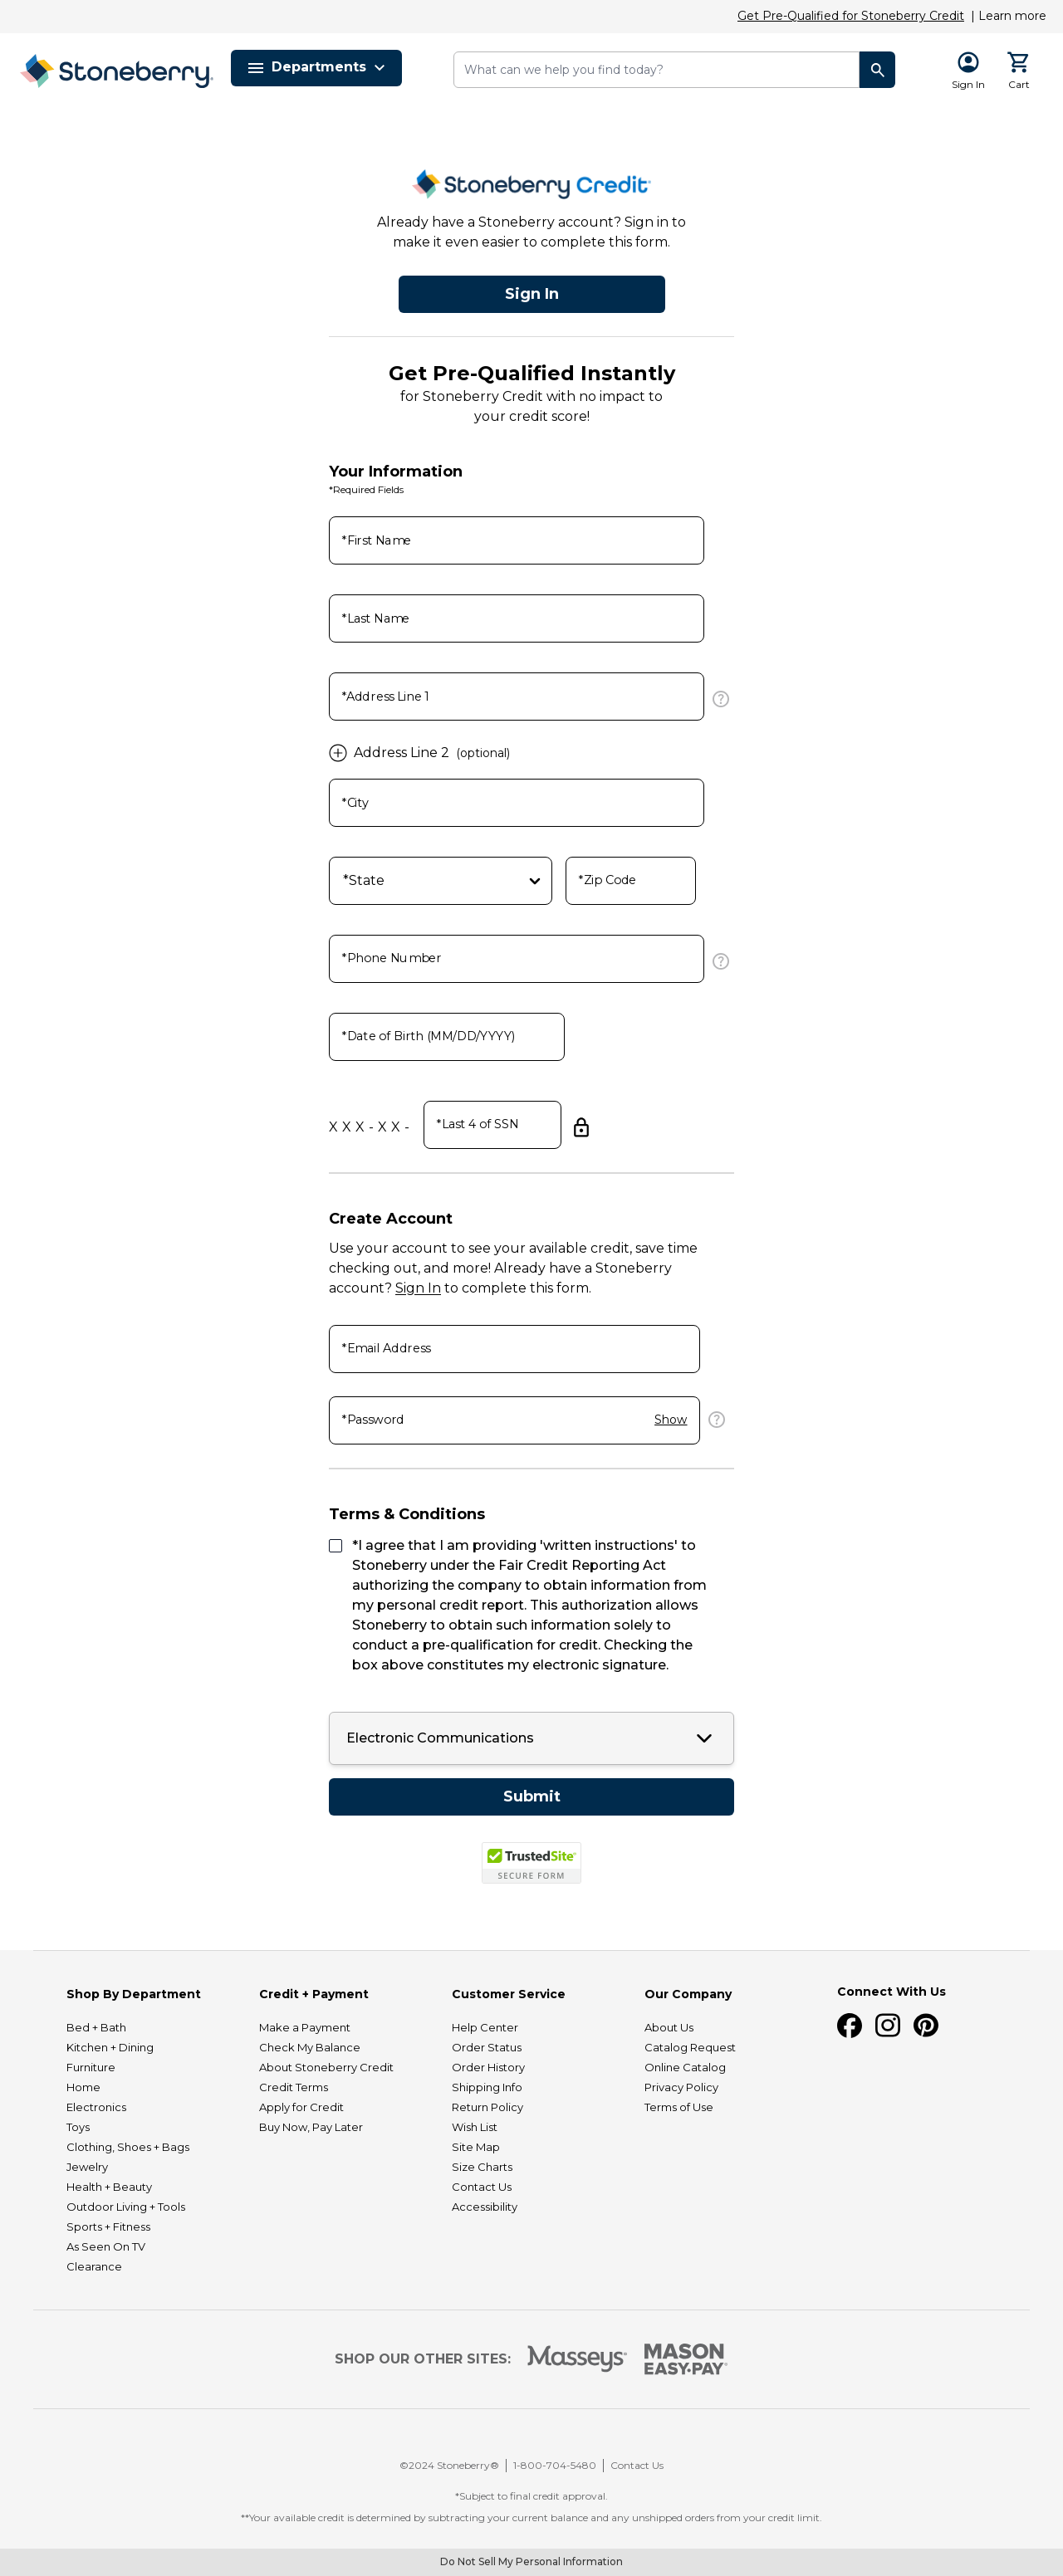 Get Pre-Qualified for Stoneberry Credit | Learn more
Stoneberry.
Departments
What can we help you find today?
Sign In
Cart
Stoneberry Credit
Already have a Stoneberry account? Sign in to
make it even easier to complete this form.
Sign In
Get Pre-Qualified Instantly
for Stoneberry Credit with no impact to
your credit score!
Your Information
*Required Fields
*First Name
*Last Name
*Address Line 1
Address Line 2 (optional)
*City
*State
*Zip Code
*Phone Number
*Date of Birth (MM/DD/YYYY)
X X X - X X -
*Last 4 of SSN
Create Account
Use your account to see your available credit, save time
checking out, and more! Already have a Stoneberry
account? Sign In to complete this form.
*Email Address
*Password
Show
Terms & Conditions
*I agree that I am providing 'written instructions' to
Stoneberry under the Fair Credit Reporting Act
authorizing the company to obtain information from
my personal credit report. This authorization allows
Stoneberry to obtain such information solely to
conduct a pre-qualification for credit. Checking the
box above constitutes my electronic signature.
Electronic Communications
Submit
TrustedSite
SECURE FORM
Shop By Department
Bed + Bath
Kitchen + Dining
Furniture
Home
Electronics
Toys
Clothing, Shoes + Bags
Jewelry
Health + Beauty
Outdoor Living + Tools
Sports + Fitness
As Seen On TV
Clearance
Credit + Payment
Make a Payment
Check My Balance
About Stoneberry Credit
Credit Terms
Apply for Credit
Buy Now, Pay Later
Customer Service
Help Center
Order Status
Order History
Shipping Info
Return Policy
Wish List
Site Map
Size Charts
Contact Us
Accessibility
Our Company
About Us
Catalog Request
Online Catalog
Privacy Policy
Terms of Use
Connect With Us
SHOP OUR OTHER SITES:
Masseys
MASON
EASY-PAY
©2024 Stoneberry® | 1-800-704-5480 | Contact Us
*Subject to final credit approval.
**Your available credit is determined by subtracting your current balance and any unshipped orders from your credit limit.
Do Not Sell My Personal Information